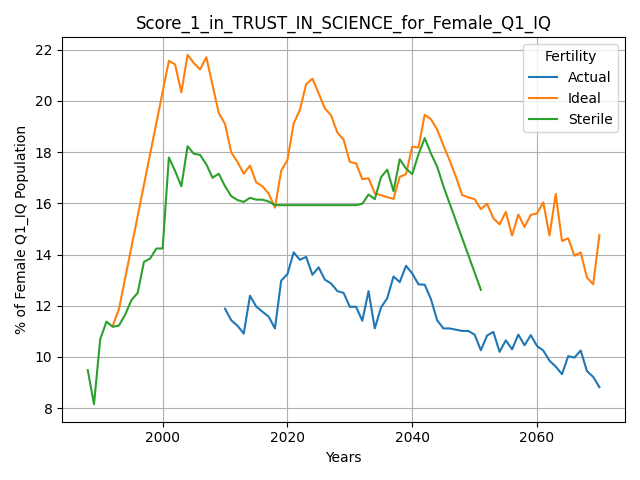 Score_1_in_TRUST_IN_SCIENCE_for_Female_Q1_IQ
Fertility
Actual
Ideal
Sterile
% of Female Q1_IQ Population
22
20
18
16
14
12
10
8
2000
2020
2040
2060
Years